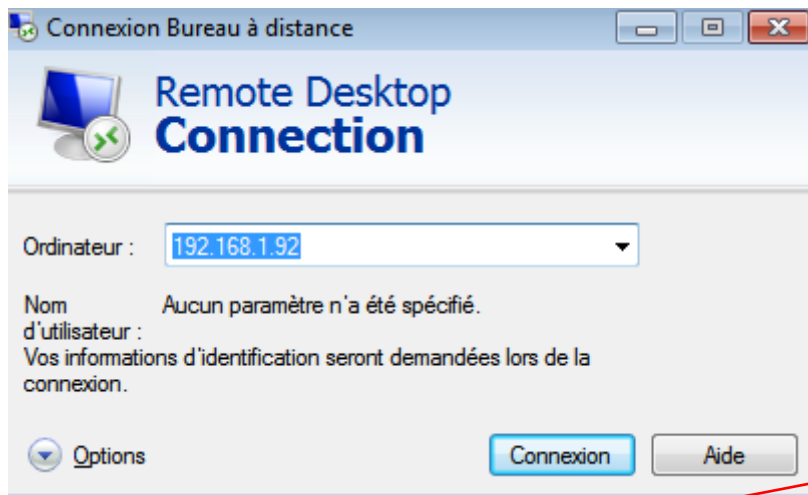 Connexion Bureau à distance
Remote Desktop
Connection
Ordinateur :
192.168.1.92
Nom
d'utilisateur :
Aucun paramètre n'a été spécifié.
Vos informations d'identification seront demandées lors de la
connexion.
Options
Connexion
Aide